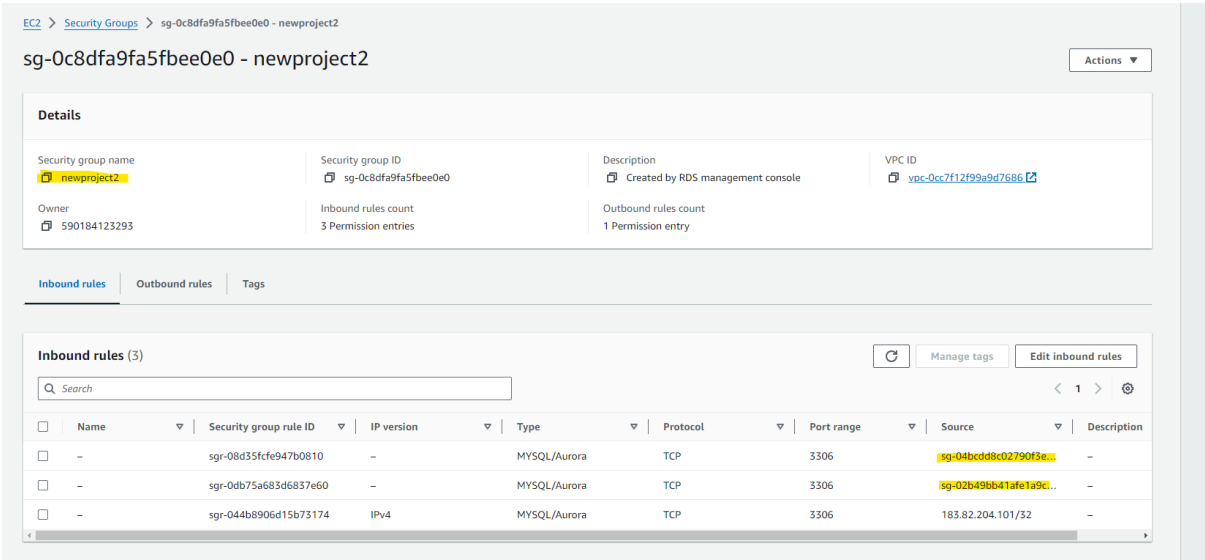 EC2 > Security Groups > sg-0c8dfa9fa5fbee0e0 - newproject2
sg-0c8dfa9fa5fbee0e0 - newproject2
Actions
Details
Security group name
newproject2
Security group ID
sg-0c8dfa9fa5fbee0e0
Description
Created by RDS management console
VPC ID
vpc-0cc7f12f99a9d7686
Owner
590184123293
Inbound rules count
3 Permission entries
Outbound rules count
1 Permission entry
Inbound rules Outbound rules Tags
Inbound rules (3)
Manage tags Edit inbound rules
Search
1
Name Security group rule ID IP version Type Protocol Port range Source Description
– sgr-08d35fcfe947b0810 – MYSQL/Aurora TCP 3306 sg-04bcdd8c02790f3e... –
– sgr-0db75a683d6837e60 – MYSQL/Aurora TCP 3306 sg-02b49bb41afe1a9c... –
– sgr-044b8906d15b73174 IPv4 MYSQL/Aurora TCP 3306 183.82.204.101/32 –